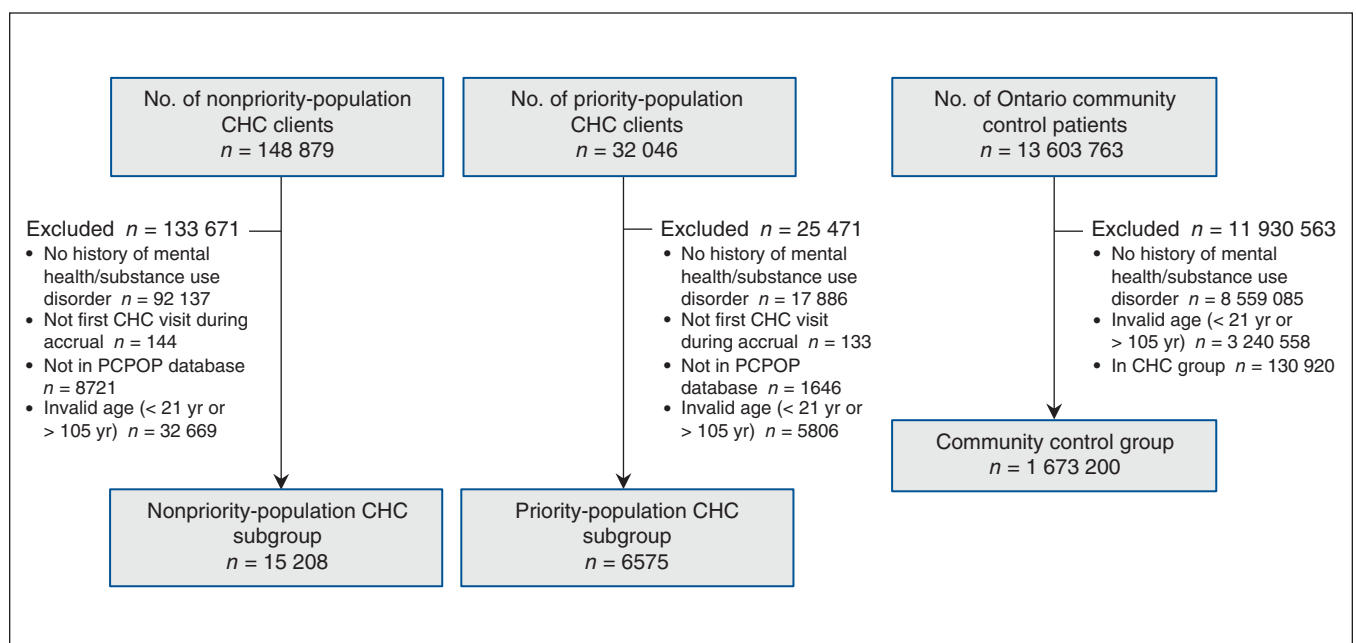 No. of nonpriority-population
CHC clients
n = 148 879
Excluded n = 133 671
• No history of mental
health/substance use
disorder n = 92 137
• Not first CHC visit during
accrual n = 144
• Not in PCPOP database
n = 8721
• Invalid age (< 21 yr or
> 105 yr) n = 32 669
Nonpriority-population CHC
subgroup
n = 15 208
No. of priority-population
CHC clients
n = 32 046
Excluded n = 25 471
• No history of mental
health/substance use
disorder n = 17 886
• Not first CHC visit
during accrual n = 133
• Not in PCPOP
database n = 1646
• Invalid age (< 21 yr or
> 105 yr) n = 5806
Priority-population CHC
subgroup
n = 6575
No. of Ontario community
control patients
n = 13 603 763
Excluded n = 11 930 563
• No history of mental
health/substance use
disorder n = 8 559 085
• Invalid age (< 21 yr or
> 105 yr) n = 3 240 558
• In CHC group n = 130 920
Community control group
n = 1 673 200